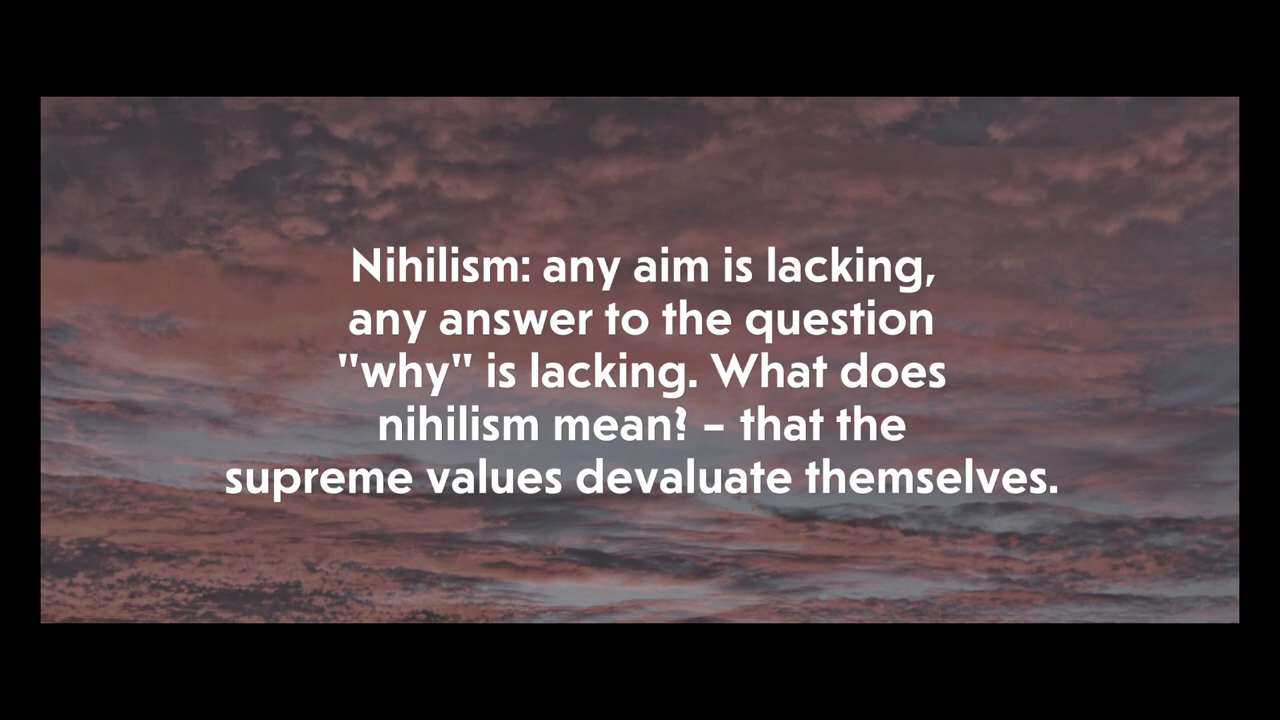 Nihilism: any aim is lacking,
any answer to the question
"why" is lacking. What does
nihilism mean? – that the
supreme values devaluate themselves.